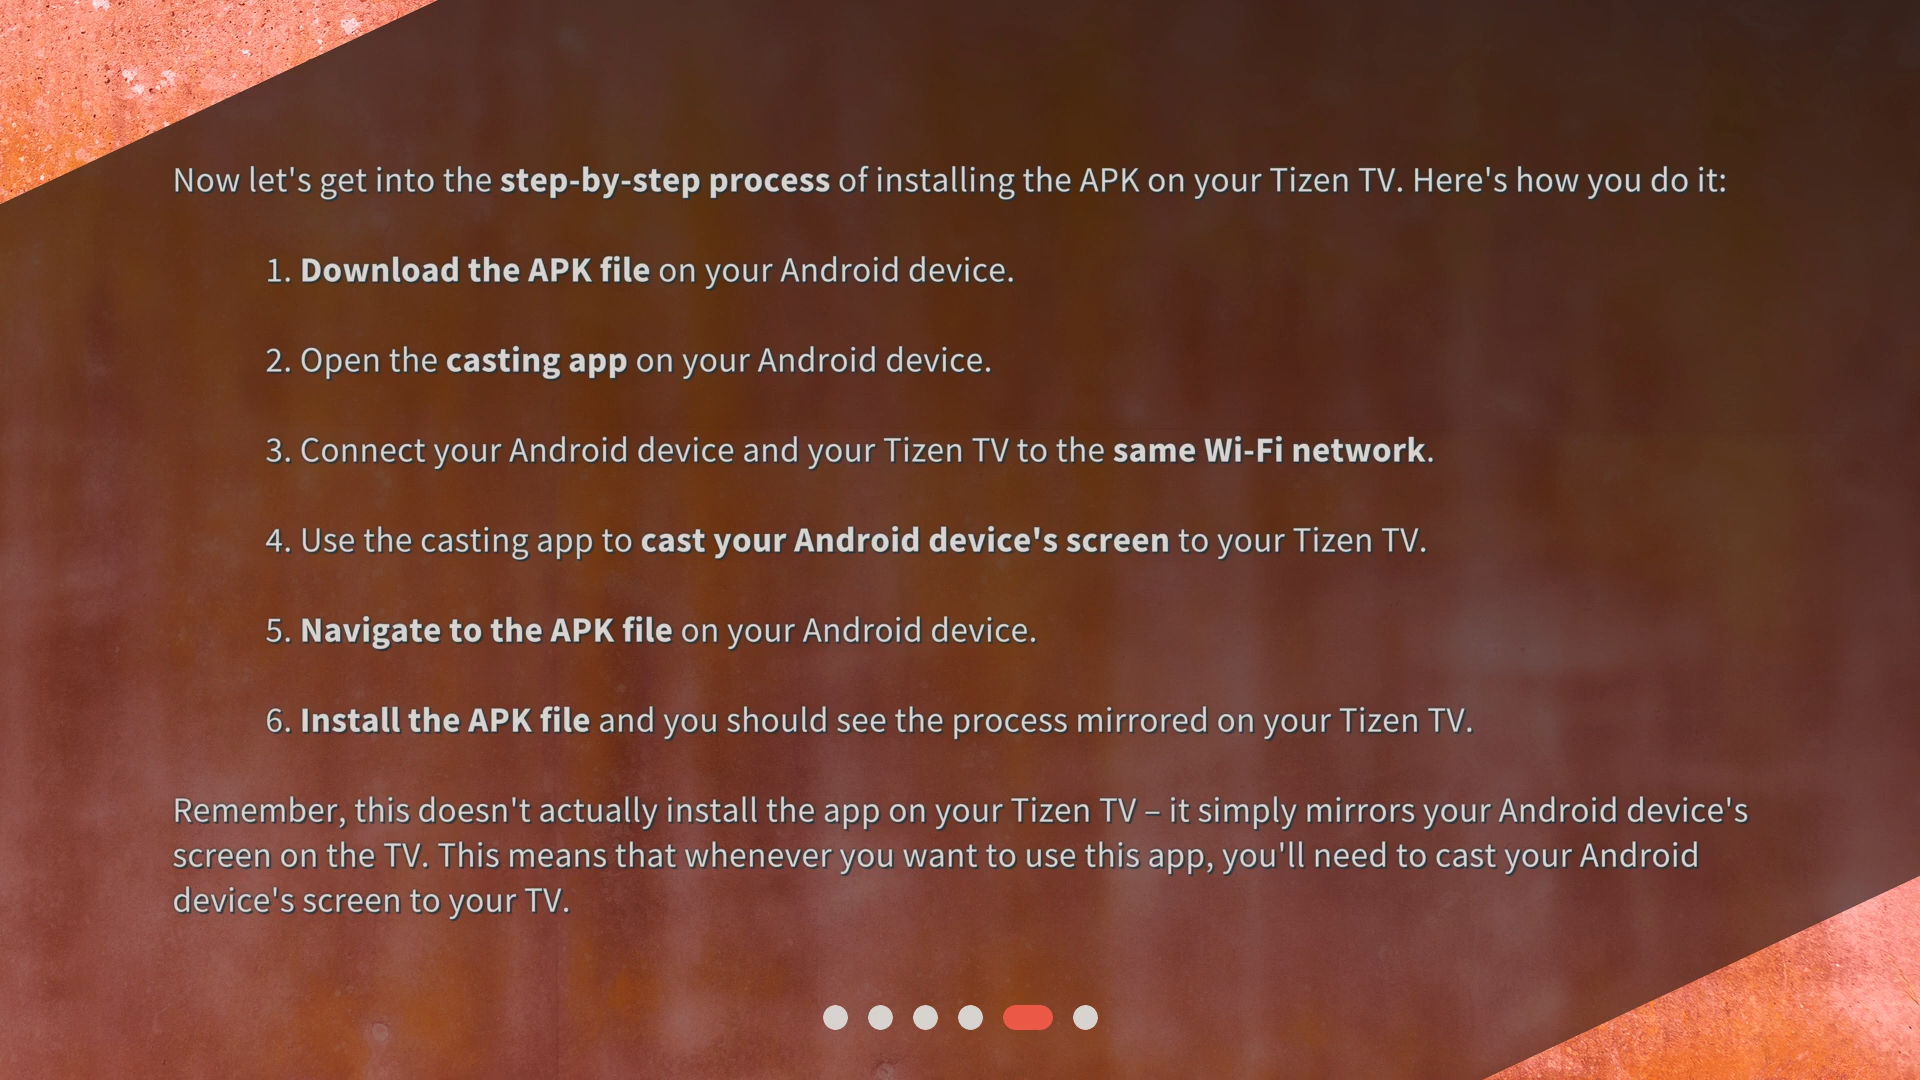 Now let's get into the step-by-step process of installing the APK on your Tizen TV. Here's how you do it:
1. Download the APK file on your Android device.
2. Open the casting app on your Android device.
3. Connect your Android device and your Tizen TV to the same Wi-Fi network.
4. Use the casting app to cast your Android device's screen to your Tizen TV.
5. Navigate to the APK file on your Android device.
6. Install the APK file and you should see the process mirrored on your Tizen TV.
Remember, this doesn't actually install the app on your Tizen TV – it simply mirrors your Android device's
screen on the TV. This means that whenever you want to use this app, you'll need to cast your Android
device's screen to your TV.